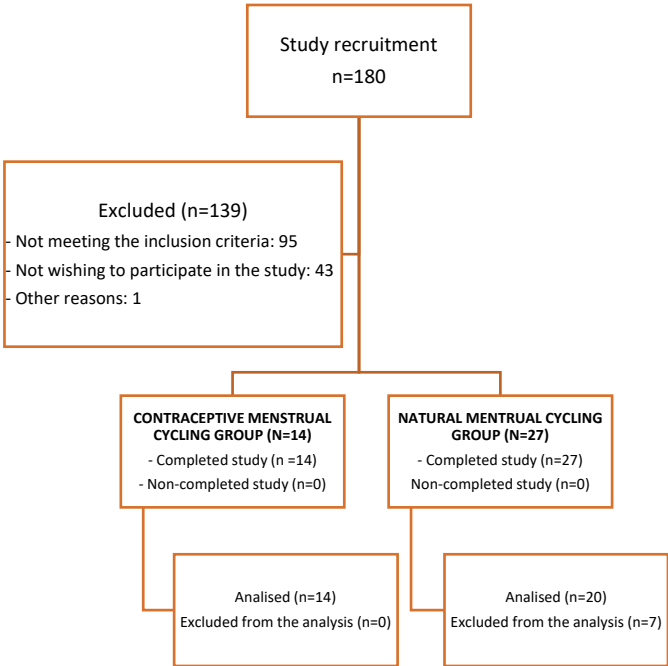 Study recruitment
n=180
Excluded (n=139)
- Not meeting the inclusion criteria: 95
- Not wishing to participate in the study: 43
- Other reasons: 1
CONTRACEPTIVE MENSTRUAL
CYCLING GROUP (N=14)
- Completed study (n =14)
- Non-completed study (n=0)
NATURAL MENTRUAL CYCLING
GROUP (N=27)
- Completed study (n=27)
Non-completed study (n=0)
Analised (n=14)
Excluded from the analysis (n=0)
Analised (n=20)
Excluded from the analysis (n=7)